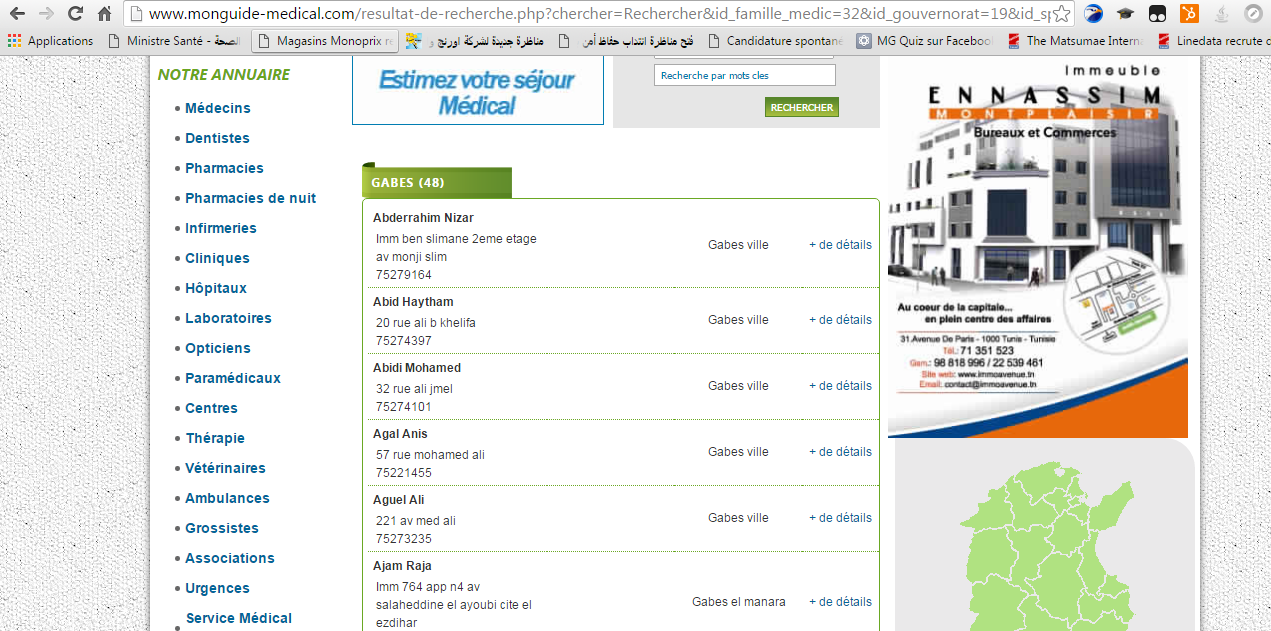 www.monguide-medical.com/resultat-de-recherche.php?chercher=Rechercher&id_famille_medic=32&id_gouvernorat=19&id_sp
Applications
Ministre Santé - الصحة
Magasins Monoprix re
مناظرة جديدة لشركة اورنج و
فتح مناظرة انتداب حفاظ أمن
Candidature spontané
MG Quiz sur Facebook
The Matsumae Intern
Linedata recrute d
NOTRE ANNUAIRE
Médecins
Dentistes
Pharmacies
Pharmacies de nuit
Infirmeries
Cliniques
Hôpitaux
Laboratoires
Opticiens
Paramédicaux
Centres
Thérapie
Vétérinaires
Ambulances
Grossistes
Associations
Urgences
Service Médical
Estimez votre séjour
Médical
Recherche par mots cles
RECHERCHER
GABES (48)
Abderrahim Nizar
Imm ben slimane 2eme etage
av monji slim
75279164
Gabes ville
+ de détails
Abid Haytham
20 rue ali b khelifa
75274397
Gabes ville
+ de détails
Abidi Mohamed
32 rue ali jmel
75274101
Gabes ville
+ de détails
Agal Anis
57 rue mohamed ali
75221455
Gabes ville
+ de détails
Aguel Ali
221 av med ali
75273235
Gabes ville
+ de détails
Ajam Raja
Imm 764 app n4 av
salaheddine el ayoubi cite el
ezdihar
Gabes el manara
+ de détails
Immeuble
ENNASSIM
MONTPLAISIR
Bureaux et Commerces
Au coeur de la capitale...
en plein centre des affaires
31.Avenue De Paris - 1000 Tunis - Tunisie
Tél.: 71 351 523
Gsm.: 98 818 996 / 22 539 461
Site web: www.immoavenue.tn
Email: contact@immoavenue.tn